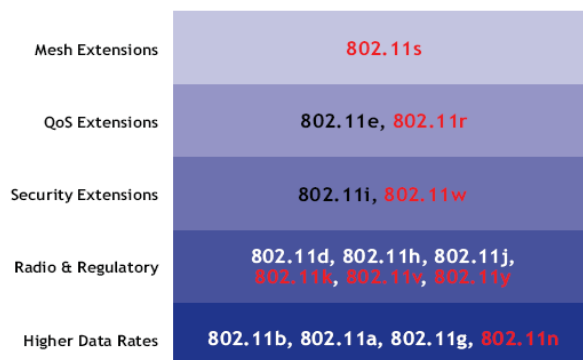 Mesh Extensions 802.11s
QoS Extensions 802.11e, 802.11r
Security Extensions 802.11i, 802.11w
Radio & Regulatory 802.11d, 802.11h, 802.11j,
802.11k, 802.11v, 802.11y
Higher Data Rates 802.11b, 802.11a, 802.11g, 802.11n